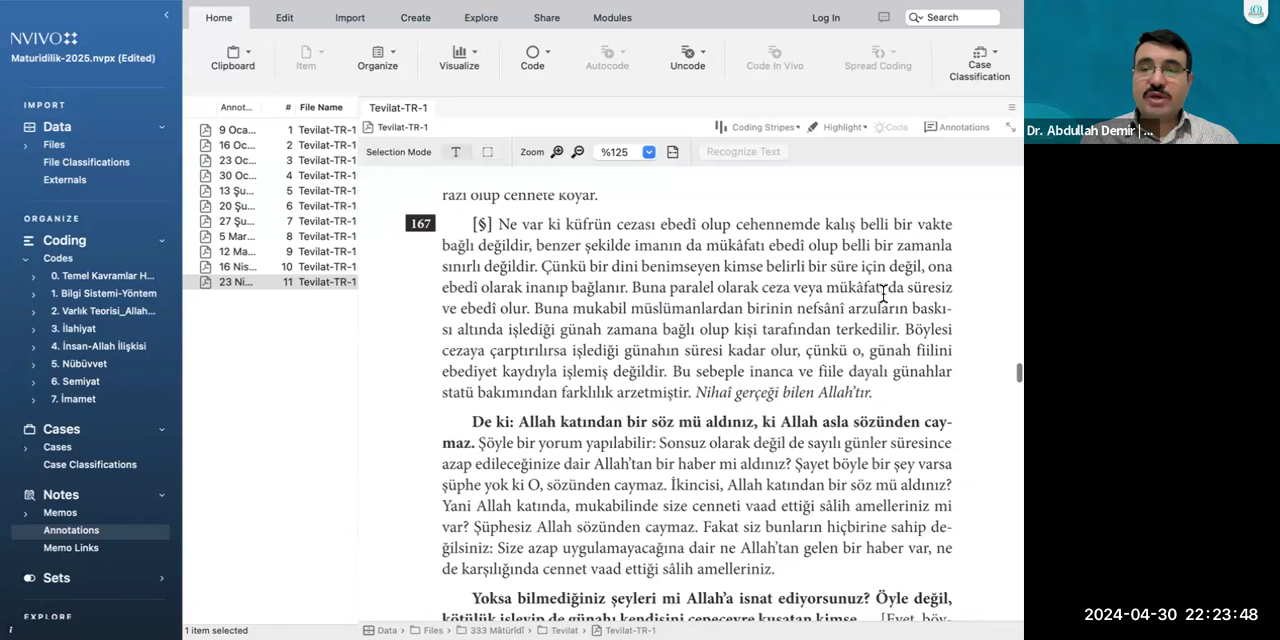 NVIVO
Maturidilik-2025.nvpx (Edited)
IMPORT
Data
Files
File Classifications
Externals
ORGANIZE
Coding
Codes
0. Temel Kavramlar H...
1. Bilgi Sistemi-Yöntem
2. Varlık Teorisi_Allah...
3. İlahiyat
4. İnsan-Allah İlişkisi
5. Nübüvvet
6. Semiyat
7. İmamet
Cases
Cases
Case Classifications
Notes
Memos
Annotations
Memo Links
Sets
EXPLORE
Home Edit Import Create Explore Share Modules Log In Search
Clipboard Item Organize Visualize Code Autocode Uncode Code In Vivo Spread Coding Case Classification
Annot... # File Name
9 Oca... 1 Tevilat-TR-1
16 Oc... 2 Tevilat-TR-1
23 Oc... 3 Tevilat-TR-1
30 Oc... 4 Tevilat-TR-1
13 Şu... 5 Tevilat-TR-1
20 Şu... 6 Tevilat-TR-1
27 Şu... 7 Tevilat-TR-1
5 Mar... 8 Tevilat-TR-1
12 Ma... 9 Tevilat-TR-1
16 Nis... 10 Tevilat-TR-1
23 Ni... 11 Tevilat-TR-1
1 item selected
Tevilat-TR-1
Tevilat-TR-1 Coding Stripes Highlight Code Annotations
Selection Mode T Zoom %125 Recognize Text
razı olup cennete koyar.
167 [§] Ne var ki küfrün cezası ebedî olup cehennemde kalış belli bir vakte
bağlı değildir, benzer şekilde imanın da mükâfatı ebedî olup belli bir zamanla
sınırlı değildir. Çünkü bir dini benimseyen kimse belirli bir süre için değil, ona
ebedî olarak inanıp bağlanır. Buna paralel olarak ceza veya mükâfat da süresiz
ve ebedî olur. Buna mukabil müslümanlardan birinin nefsânî arzuların baskı-
sı altında işlediği günah zamana bağlı olup kişi tarafından terkedilir. Böylesi
cezaya çarptırılırsa işlediği günahın süresi kadar olur, çünkü o, günah fiilini
ebediyet kaydıyla işlemiş değildir. Bu sebeple inanca ve fiile dayalı günahlar
statü bakımından farklılık arzetmiştir. Nihaî gerçeği bilen Allah’tır.
De ki: Allah katından bir söz mü aldınız, ki Allah asla sözünden cay-
maz. Şöyle bir yorum yapılabilir: Sonsuz olarak değil de sayılı günler süresince
azap edileceğinize dair Allah’tan bir haber mi aldınız? Şayet böyle bir şey varsa
şüphe yok ki O, sözünden caymaz. İkincisi, Allah katından bir söz mü aldınız?
Yani Allah katında, mukabilinde size cenneti vaad ettiği sâlih amelleriniz mi
var? Şüphesiz Allah sözünden caymaz. Fakat siz bunların hiçbirine sahip de-
ğilsiniz: Size azap uygulamayacağına dair ne Allah’tan gelen bir haber var, ne
de karşılığında cennet vaad ettiği sâlih amelleriniz.
Yoksa bilmediğiniz şeyleri mi Allah’a isnat ediyorsunuz? Öyle değil,
kötülük işleyip de günahı kendisini çepeçevre kuşatan kimse... [Evet, böy-
Data Files 333 Mâtürîdî Tevilat Tevilat-TR-1
Dr. Abdullah Demir | ...
2024-04-30 22:23:48